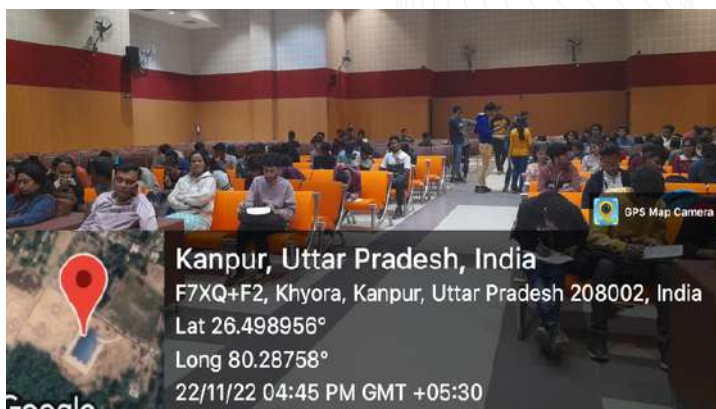 GPS Map Camera
Kanpur, Uttar Pradesh, India
F7XQ+F2, Khyora, Kanpur, Uttar Pradesh 208002, India
Lat 26.498956°
Long 80.28758°
22/11/22 04:45 PM GMT +05:30
Google